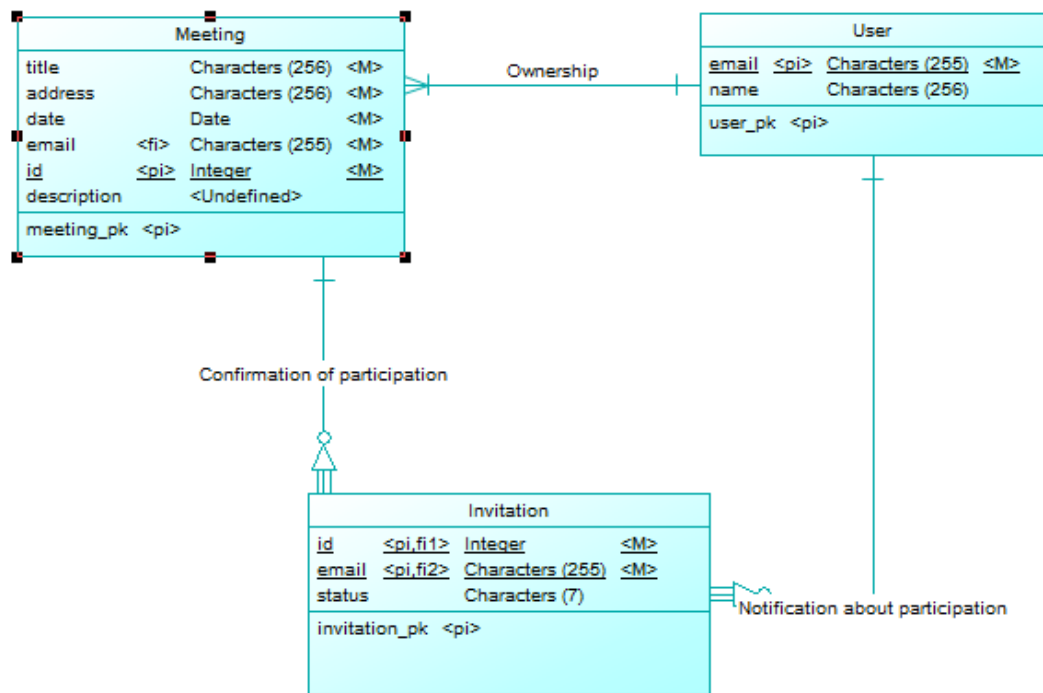 Meeting
title Characters (256) <M>
address Characters (256) <M>
date Date <M>
email <fi> Characters (255) <M>
id <pi> Integer <M>
description <Undefined>
meeting_pk <pi>
Ownership
User
email <pi> Characters (255) <M>
name Characters (256)
user_pk <pi>
Confirmation of participation
Invitation
id <pi,fi1> Integer <M>
email <pi,fi2> Characters (255) <M>
status Characters (7)
invitation_pk <pi>
Notification about participation